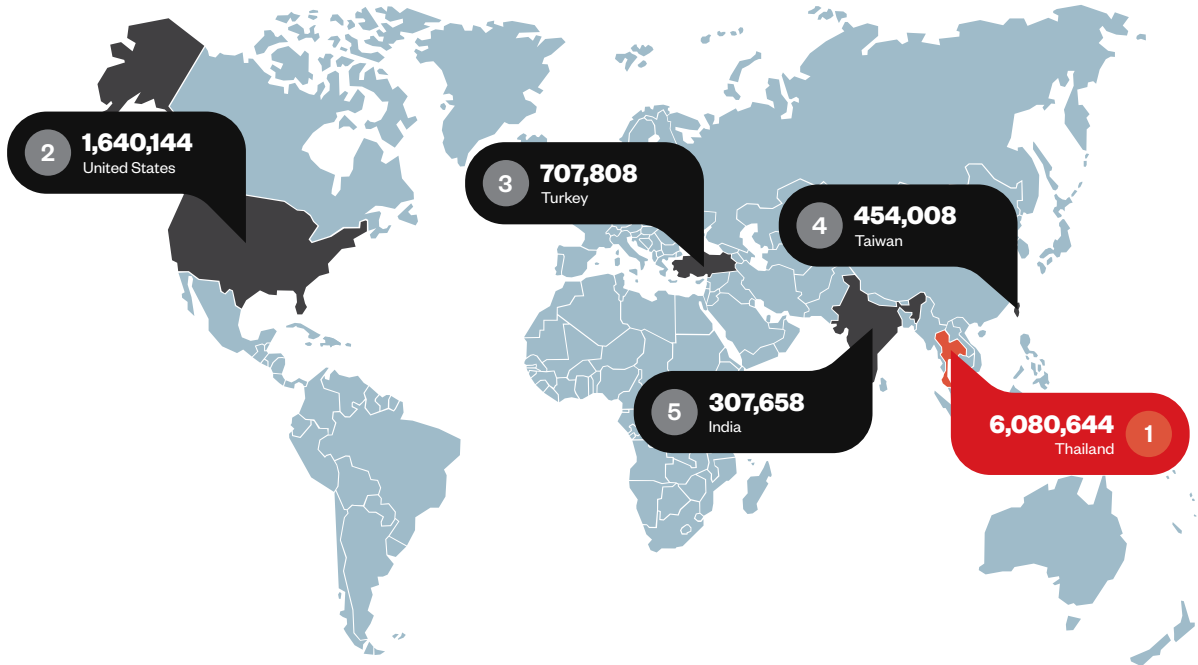 2
1,640,144
United States
3
707,808
Turkey
4
454,008
Taiwan
5
307,658
India
6,080,644
1
Thailand